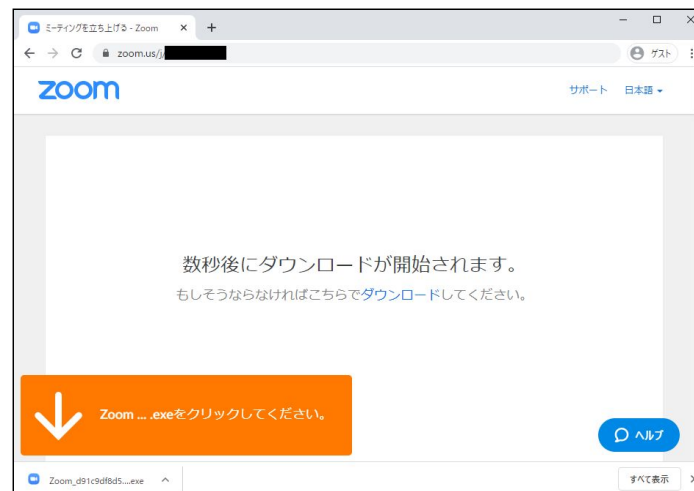 ミーティングを立ち上げる - Zoom
zoom.us/j/
ゲスト
zoom
サポート 日本語
数秒後にダウンロードが開始されます。
もしそうならなければこちらでダウンロードしてください。
Zoom ... .exeをクリックしてください。
ヘルプ
Zoom_d91c9df8d5....exe
すべて表示